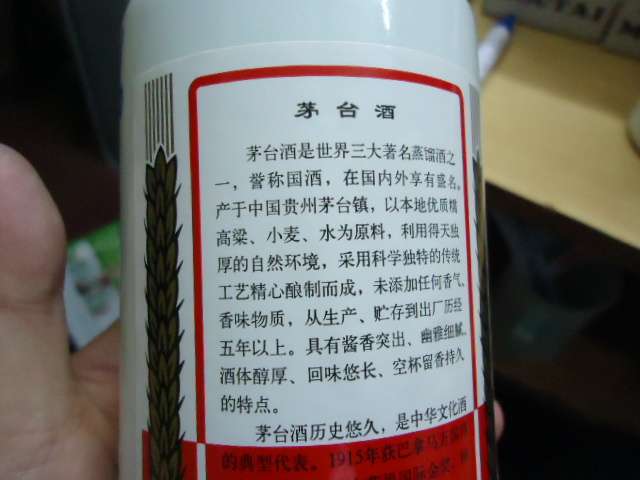 茅台酒
茅台酒是世界三大著名蒸馏酒之
一，誉称国酒，在国内外享有盛名。
产于中国贵州茅台镇，以本地优质糯
高粱、小麦、水为原料，利用得天独
厚的自然环境，采用科学独特的传统
工艺精心酿制而成，未添加任何香气、
香味物质，从生产、贮存到出厂历经
五年以上。具有酱香突出、幽雅细腻、
酒体醇厚、回味悠长、空杯留香持久
的特点。
茅台酒历史悠久，是中华文化酒
的典型代表。1915年获巴拿马万国博